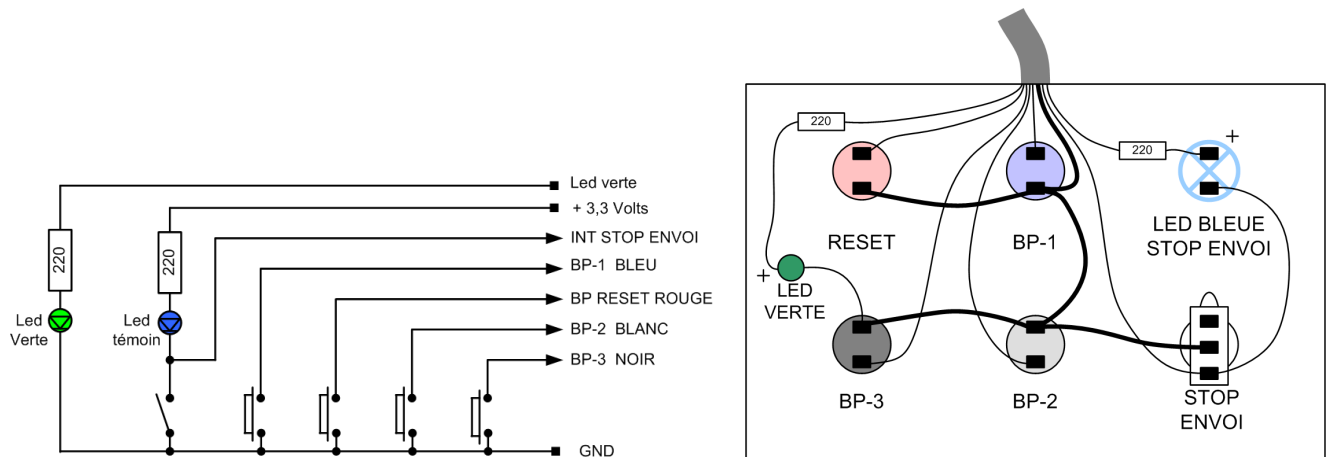 Led verte
+ 3,3 Volts
INT STOP ENVOI
BP-1 BLEU
BP RESET ROUGE
BP-2 BLANC
BP-3 NOIR
GND
220
220
Led
Verte
Led
témoin
220
220
+
RESET
BP-1
LED BLEUE
STOP ENVOI
+
LED
VERTE
BP-3
BP-2
STOP
ENVOI